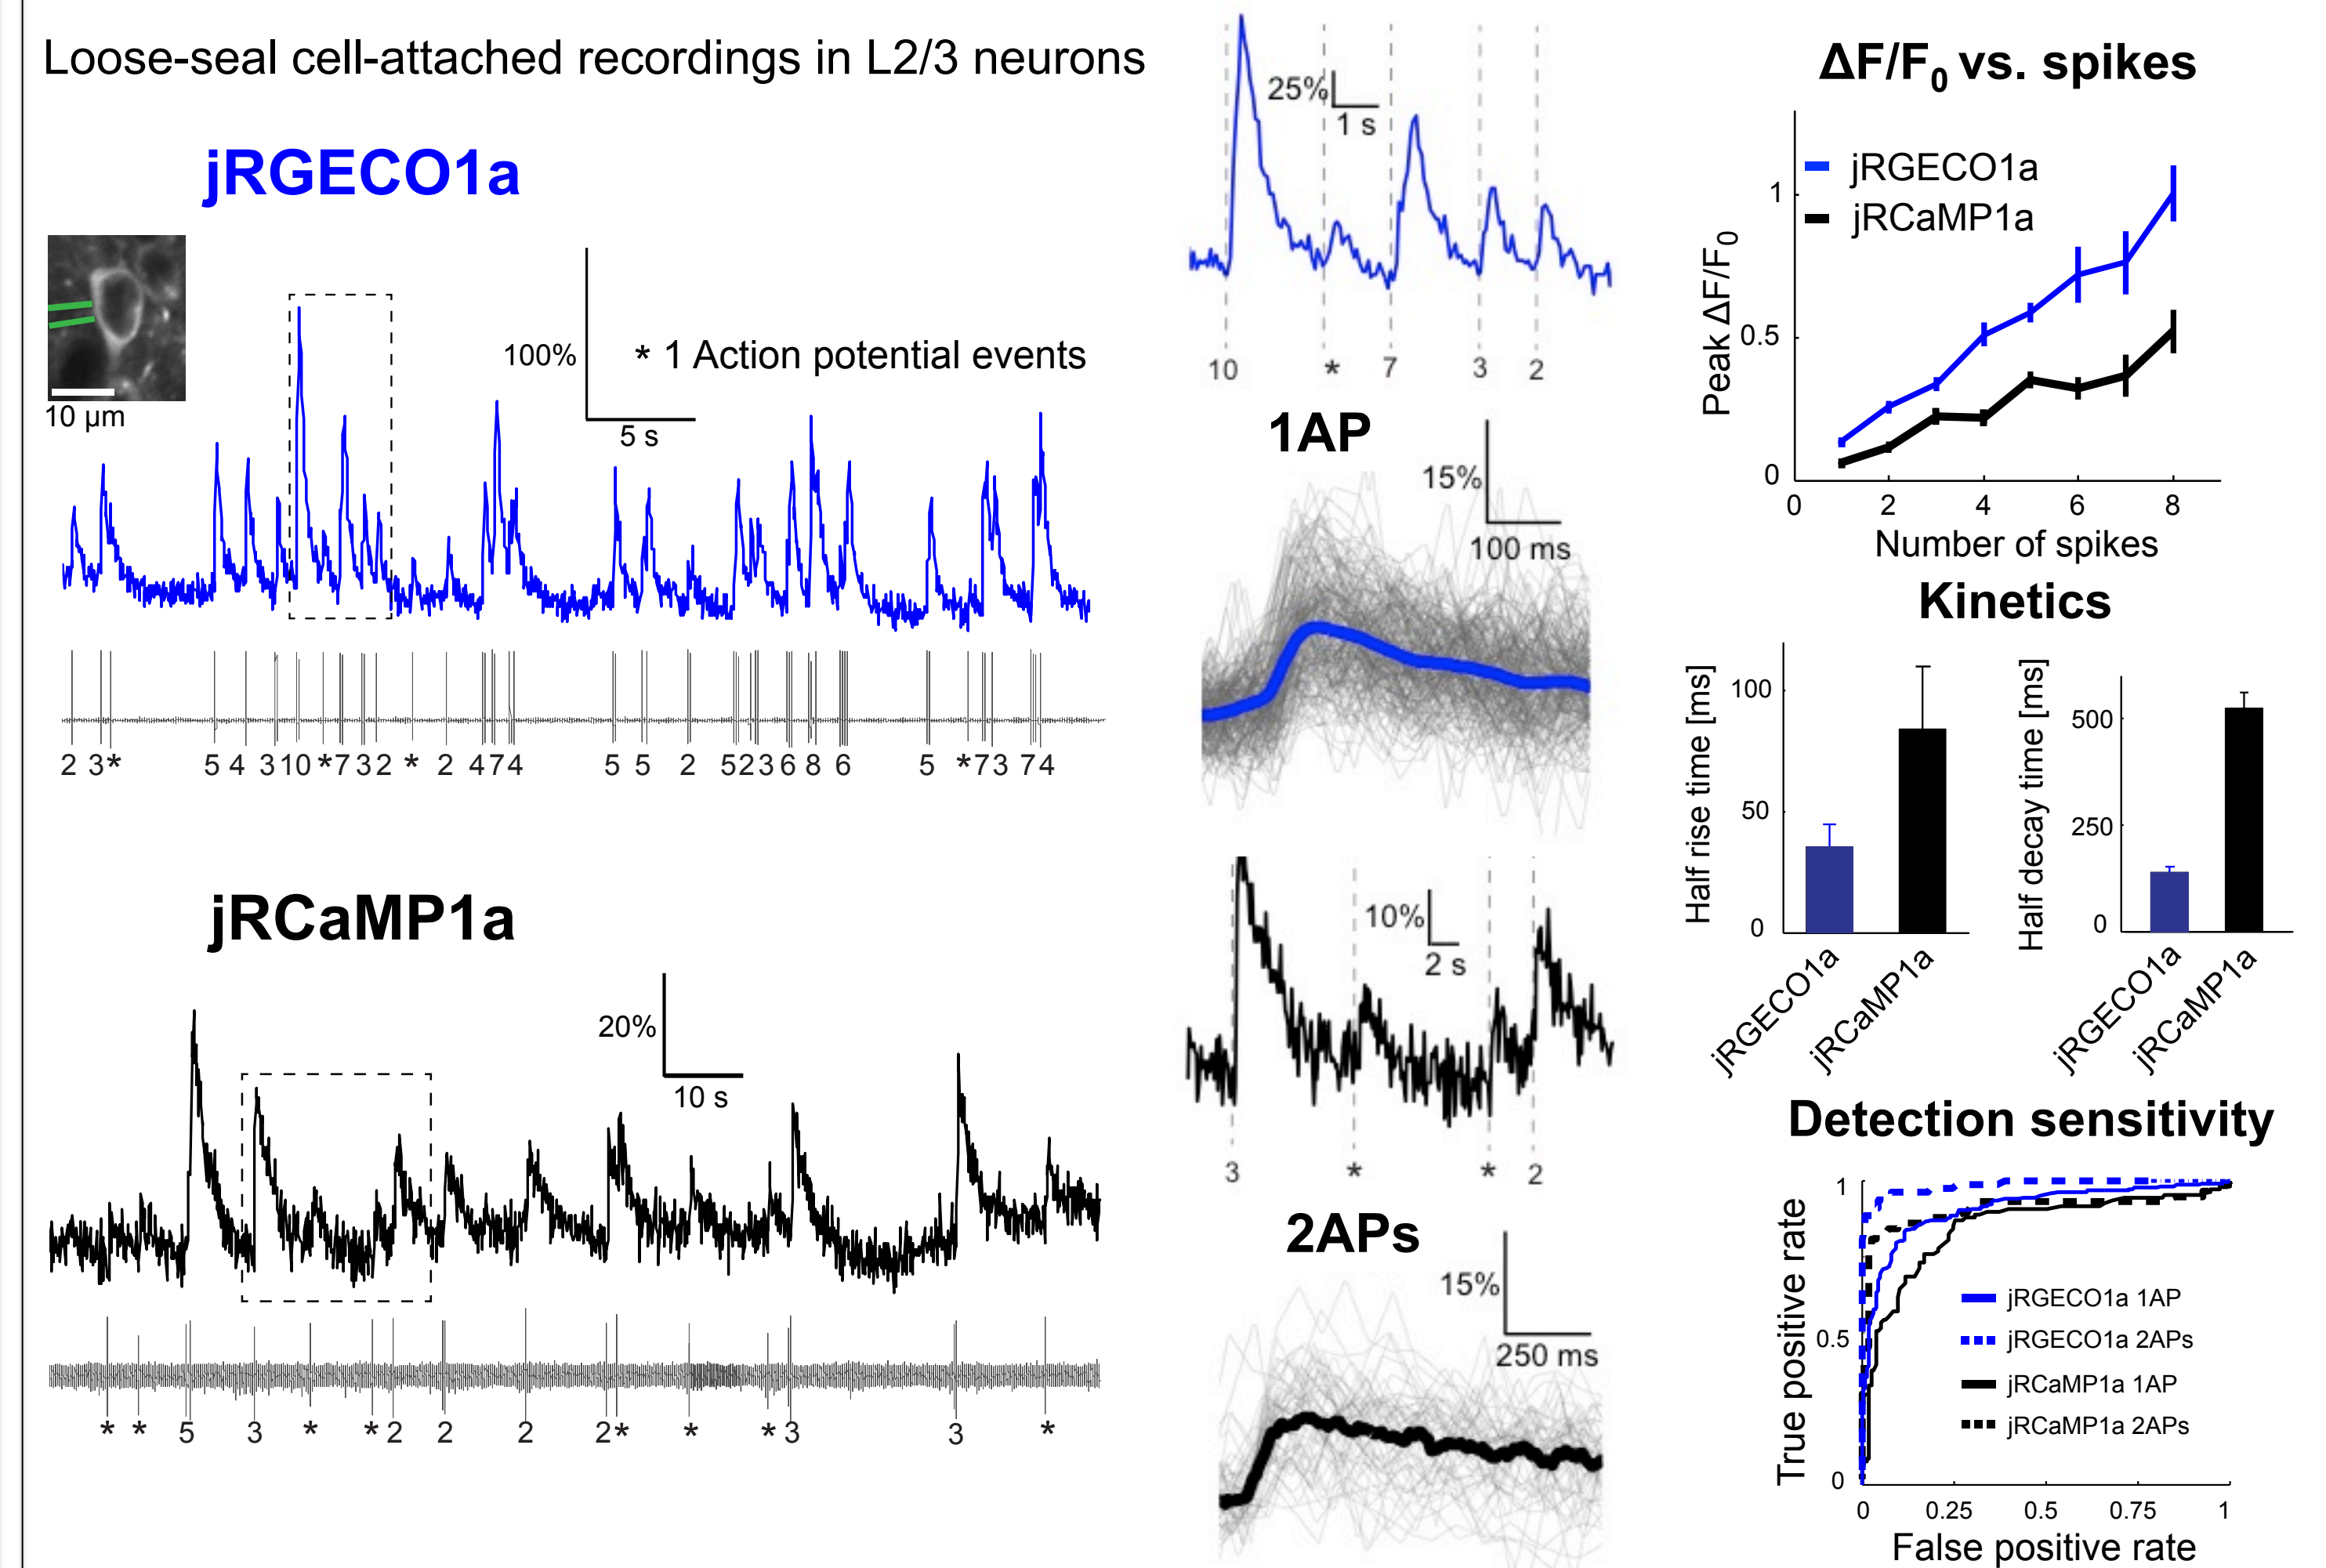 Loose-seal cell-attached recordings in L2/3 neurons
jRGECO1a
10 µm
100%
5 s
* 1 Action potential events
2 3* 5 4 3 10 *7 3 2 * 2 4 7 4 5 5 2 5 2 3 6 8 6 5 *7 3 7 4
jRCaMP1a
20%
10 s
* * 5 3 * * 2 2 2 2* * * 3 3 *
25%
1 s
10 * 7 3 2
1AP
15%
100 ms
10%
2 s
3 * * 2
2APs
15%
250 ms
ΔF/F0 vs. spikes
jRGECO1a
jRCaMP1a
Peak ΔF/F0
1
0.5
0
0 2 4 6 8
Number of spikes
Kinetics
Half rise time [ms]
100
50
0
jRGECO1a
jRCaMP1a
Half decay time [ms]
500
250
0
jRGECO1a
jRCaMP1a
Detection sensitivity
True positive rate
1
0.5
0
jRGECO1a 1AP
jRGECO1a 2APs
jRCaMP1a 1AP
jRCaMP1a 2APs
0 0.25 0.5 0.75 1
False positive rate